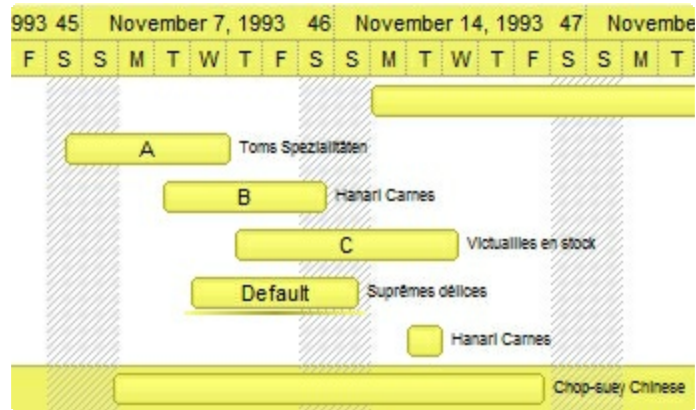 993 45 November 7, 1993 46 November 14, 1993 47 Novembe
F S S M T W T F S S M T W T F S S M T
A Toms Spezialitäten
B Hanari Carnes
C Victuailles en stock
Default Suprêmes délices
Hanari Carnes
Chop-suey Chinese